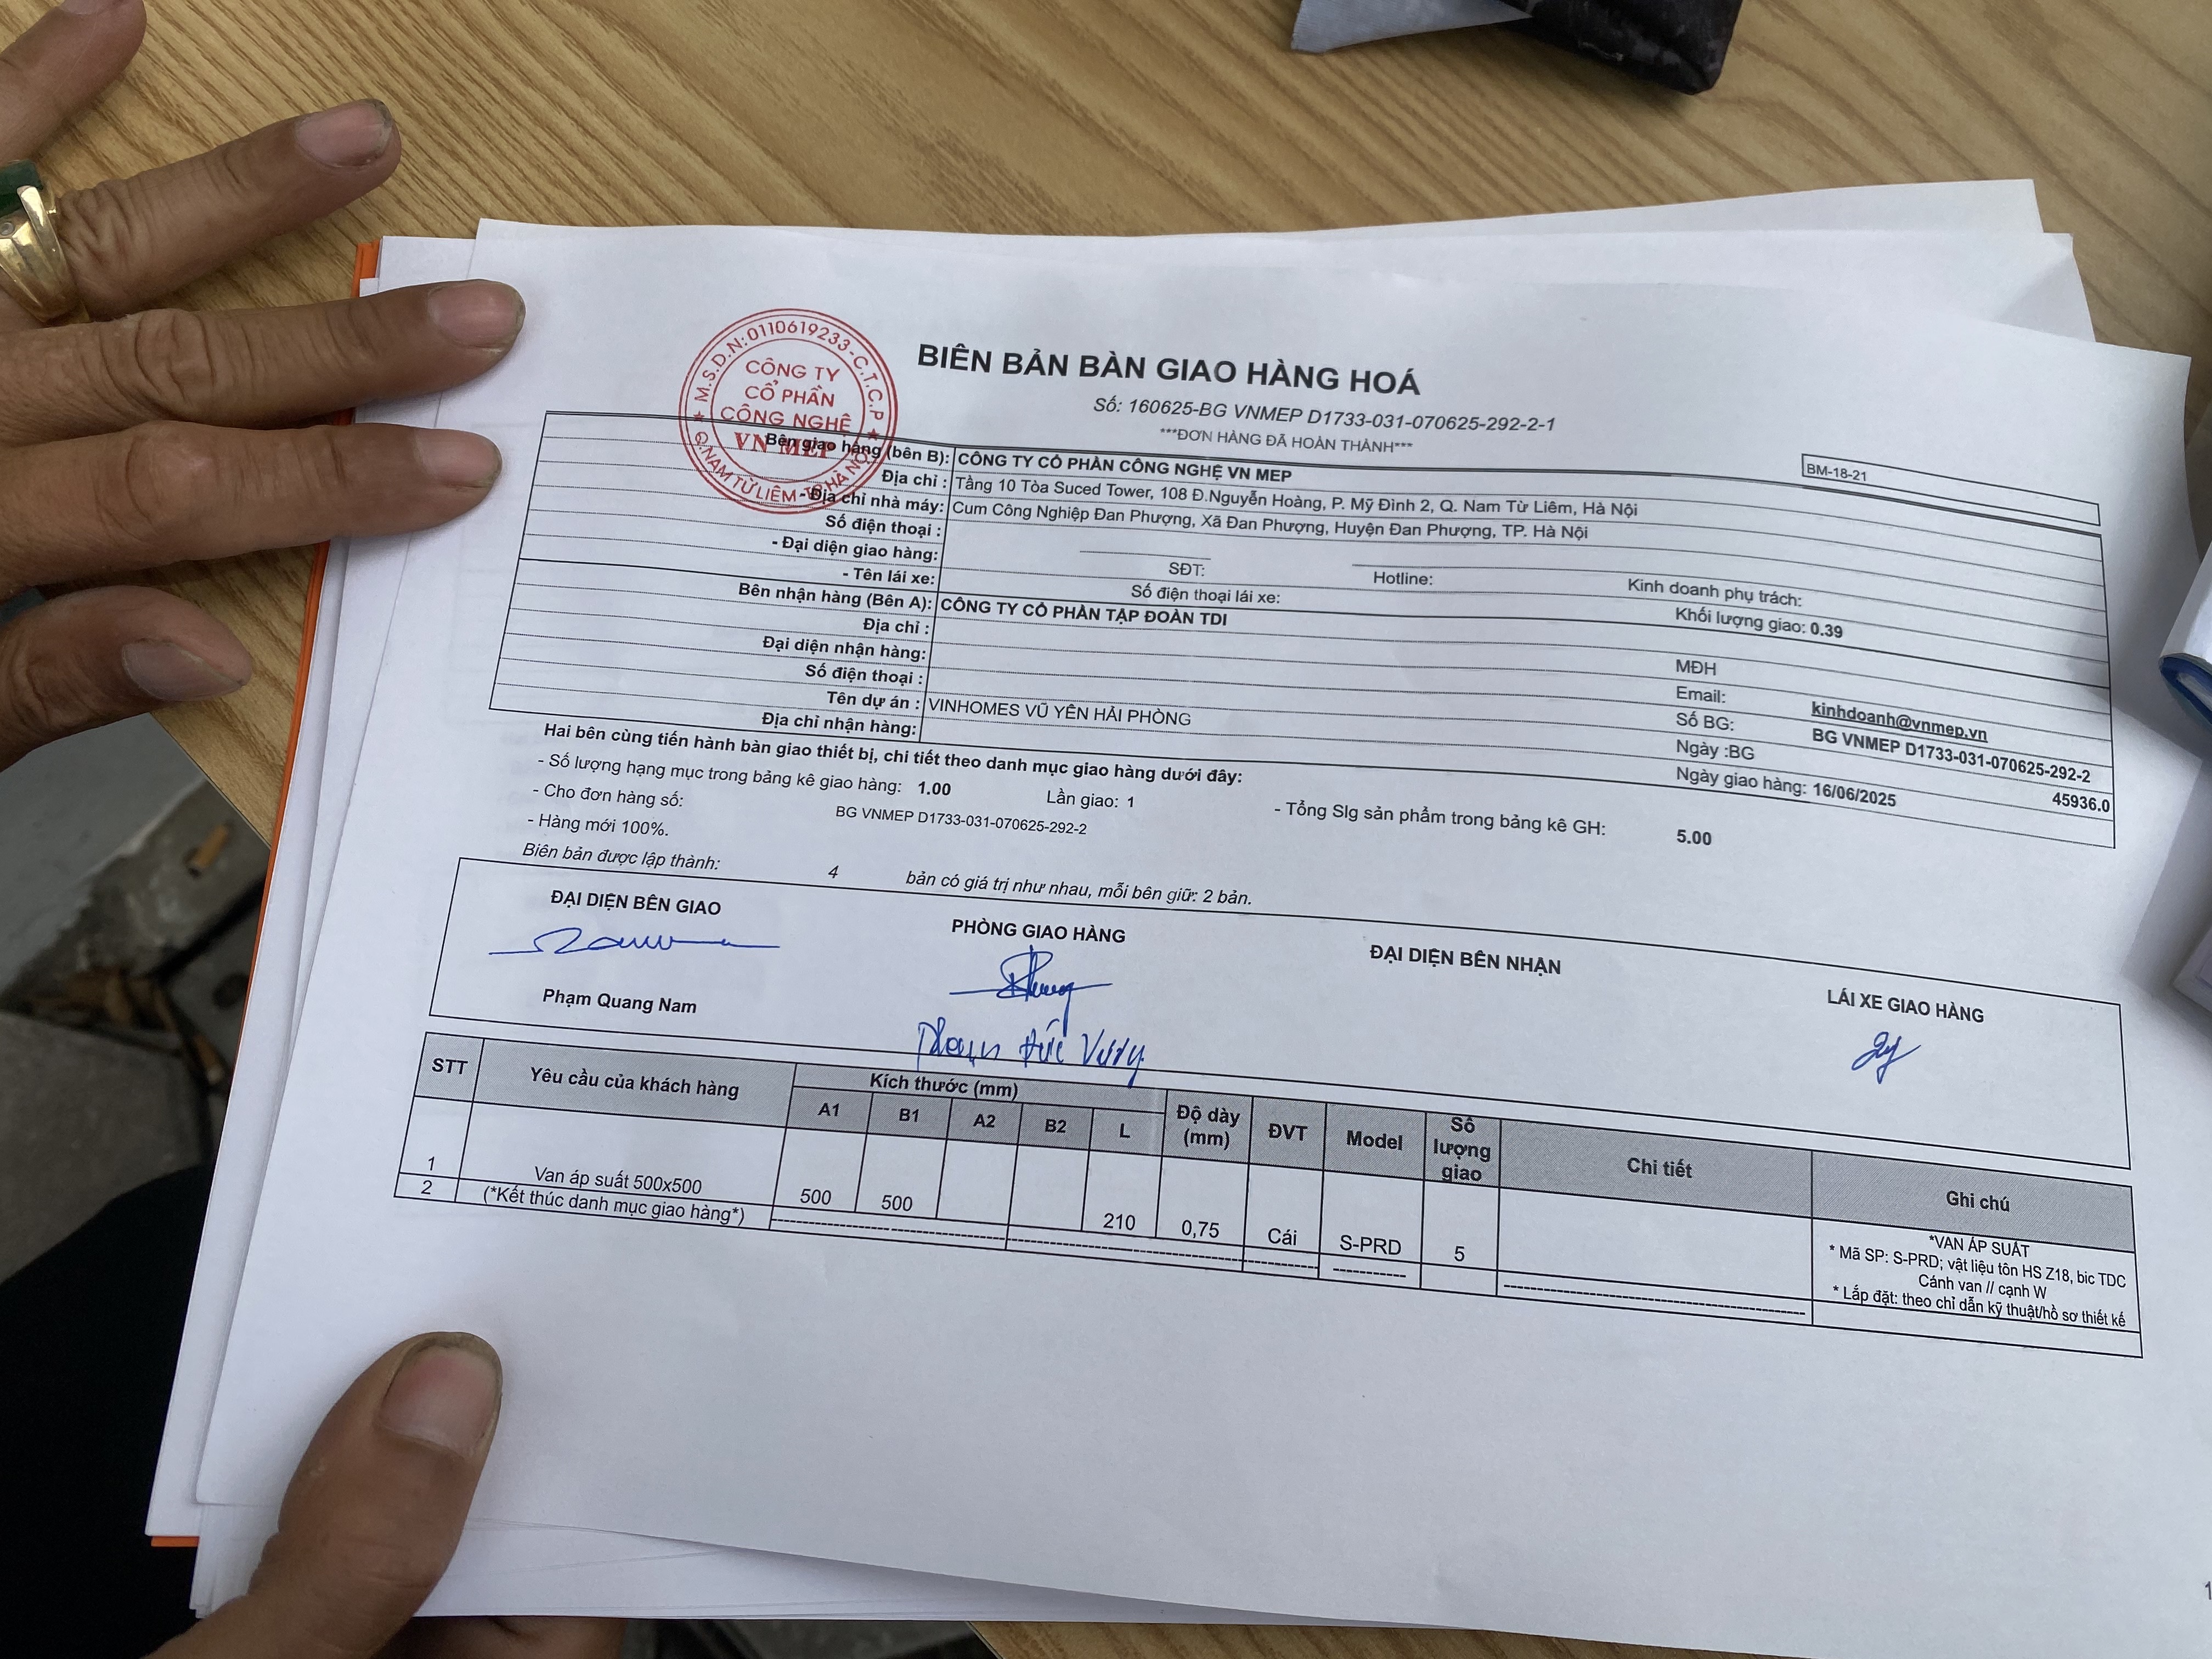 BIÊN BẢN BÀN GIAO HÀNG HOÁ
Số: 160625-BG VNMEP D1733-031-070625-292-2-1
***ĐƠN HÀNG ĐÃ HOÀN THÀNH***
BM-18-21
M.S.D.N:0110619233-C.T.C.P
CÔNG TY
CỔ PHẦN
CÔNG NGHỆ
VN MEP
Q.NAM TỪ LIÊM-TP.HÀ NỘI
Bên giao hàng (bên B): CÔNG TY CỔ PHẦN CÔNG NGHỆ VN MEP
Địa chỉ : Tầng 10 Tòa Suced Tower, 108 Đ.Nguyễn Hoàng, P. Mỹ Đình 2, Q. Nam Từ Liêm, Hà Nội
- Địa chỉ nhà máy: Cum Công Nghiệp Đan Phượng, Xã Đan Phượng, Huyện Đan Phượng, TP. Hà Nội
Số điện thoại :
- Đại diện giao hàng: SĐT: Hotline: Kinh doanh phụ trách:
- Tên lái xe: Số điện thoại lái xe: Khối lượng giao: 0.39
Bên nhận hàng (Bên A): CÔNG TY CỔ PHẦN TẬP ĐOÀN TDI
Địa chỉ : MĐH
Đại diện nhận hàng: Email: kinhdoanh@vnmep.vn
Số điện thoại : Số BG: BG VNMEP D1733-031-070625-292-2
Tên dự án : VINHOMES VŨ YÊN HẢI PHÒNG Ngày :BG 45936.0
Địa chỉ nhận hàng: Ngày giao hàng: 16/06/2025
Hai bên cùng tiến hành bàn giao thiết bị, chi tiết theo danh mục giao hàng dưới đây:
- Số lượng hạng mục trong bảng kê giao hàng: 1.00 Lần giao: 1 - Tổng Slg sản phẩm trong bảng kê GH: 5.00
- Cho đơn hàng số: BG VNMEP D1733-031-070625-292-2
- Hàng mới 100%.
Biên bản được lập thành: 4 bản có giá trị như nhau, mỗi bên giữ: 2 bản.
ĐẠI DIỆN BÊN GIAO PHÒNG GIAO HÀNG ĐẠI DIỆN BÊN NHẬN LÁI XE GIAO HÀNG
Phạm Quang Nam
STT Yêu cầu của khách hàng Kích thước (mm) Độ dày (mm) ĐVT Model Số lượng giao Chi tiết Ghi chú
A1 B1 A2 B2 L
1 Van áp suất 500x500 500 500 210 0,75 Cái S-PRD 5
*VAN ÁP SUẤT
* Mã SP: S-PRD; vật liệu tôn HS Z18, bic TDC
Cánh van // cạnh W
* Lắp đặt: theo chỉ dẫn kỹ thuật/hồ sơ thiết kế
2 (*Kết thúc danh mục giao hàng*)